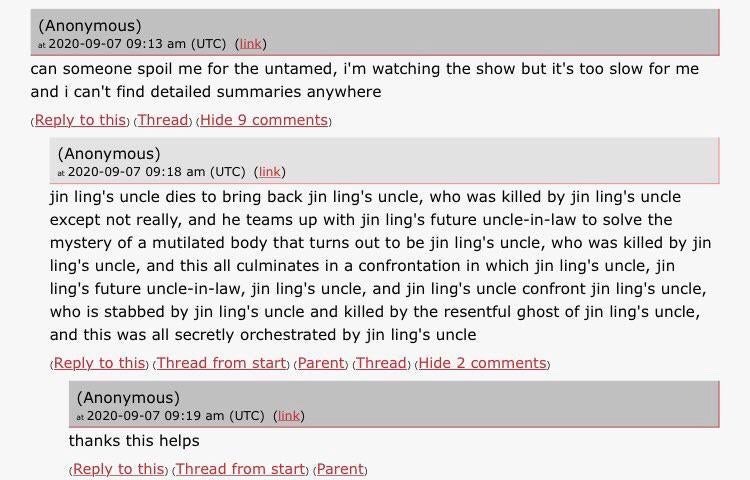 (Anonymous)
at 2020-09-07 09:13 am (UTC) (link)
can someone spoil me for the untamed, i'm watching the show but it's too slow for me
and i can't find detailed summaries anywhere
(Reply to this) (Thread) (Hide 9 comments)
(Anonymous)
at 2020-09-07 09:18 am (UTC) (link)
jin ling's uncle dies to bring back jin ling's uncle, who was killed by jin ling's uncle
except not really, and he teams up with jin ling's future uncle-in-law to solve the
mystery of a mutilated body that turns out to be jin ling's uncle, who was killed by jin
ling's uncle, and this all culminates in a confrontation in which jin ling's uncle, jin
ling's future uncle-in-law, jin ling's uncle, and jin ling's uncle confront jin ling's uncle,
who is stabbed by jin ling's uncle and killed by the resentful ghost of jin ling's uncle,
and this was all secretly orchestrated by jin ling's uncle
(Reply to this) (Thread from start) (Parent) (Thread) (Hide 2 comments)
(Anonymous)
at 2020-09-07 09:19 am (UTC) (link)
thanks this helps
(Reply to this) (Thread from start) (Parent)